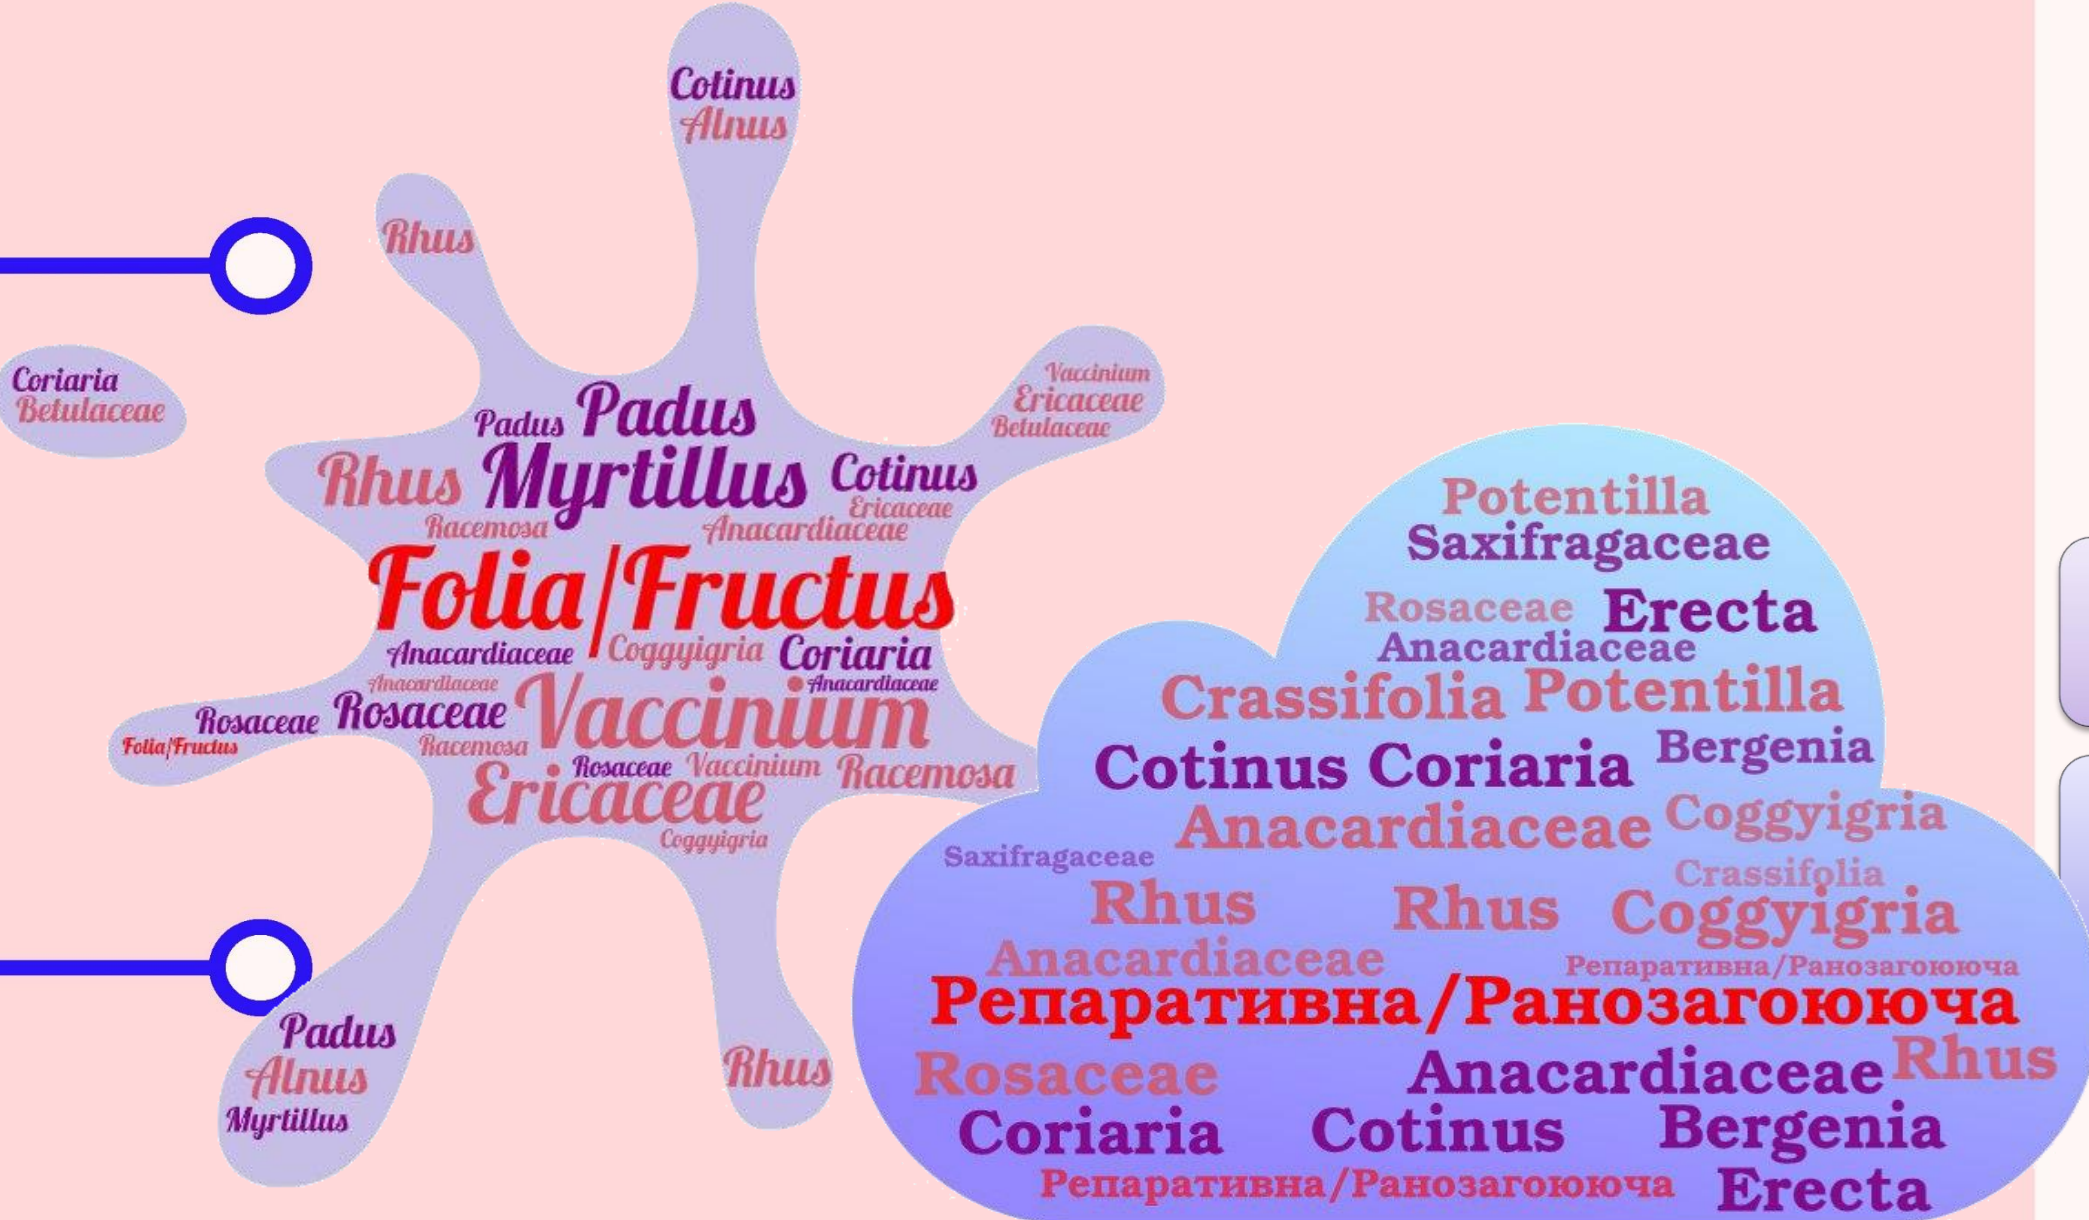 Cotinus
Alnus
Rhus
Coriaria
Betulaceae
Vaccinium
Ericaceae
Betulaceae
Padus Padus
Rhus Myrtillus Cotinus
Ericaceae
Racemosa Anacardiaceae
Folia/Fructus
Anacardiaceae Coggyigria Coriaria
Anacardiaceae Anacardiaceae
Rosaceae Rosaceae Vaccinium
Folia/Fructus Racemosa
Rosaceae Vaccinium Racemosa
Ericaceae
Coggyigria
Padus
Alnus
Myrtillus
Rhus
Potentilla
Saxifragaceae
Rosaceae Erecta
Anacardiaceae
Crassifolia Potentilla
Cotinus Coriaria Bergenia
Anacardiaceae Coggyigria
Saxifragaceae
Crassifolia
Rhus Rhus Coggyigria
Anacardiaceae Репаративна/Ранозагоююча
Репаративна/Ранозагоююча
Rosaceae Anacardiaceae Rhus
Coriaria Cotinus Bergenia
Репаративна/Ранозагоююча Erecta